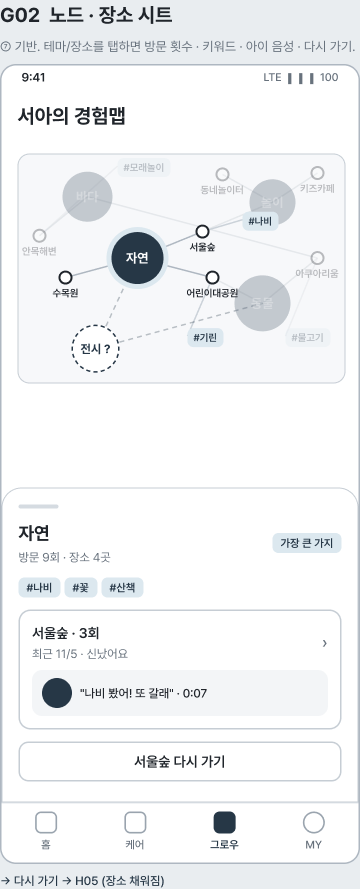 G02 노드 · 장소 시트
⑦ 기반. 테마/장소를 탭하면 방문 횟수 · 키워드 · 아이 음성 · 다시 가기.
9:41
LTE ▌▐▐ 100
서아의 경험맵
#모래놀이
바다
동네놀이터
놀이
키즈카페
#나비
안목해변
서울숲
자연
아쿠아리움
수목원
어린이대공원
동물
전시 ?
#기린
#물고기
자연
방문 9회 · 장소 4곳
가장 큰 가지
#나비
#꽃
#산책
서울숲 · 3회
최근 11/5 · 신났어요
›
"나비 봤어! 또 갈래" · 0:07
서울숲 다시 가기
홈
케어
그로우
MY
→ 다시 가기 → H05 (장소 채워짐)